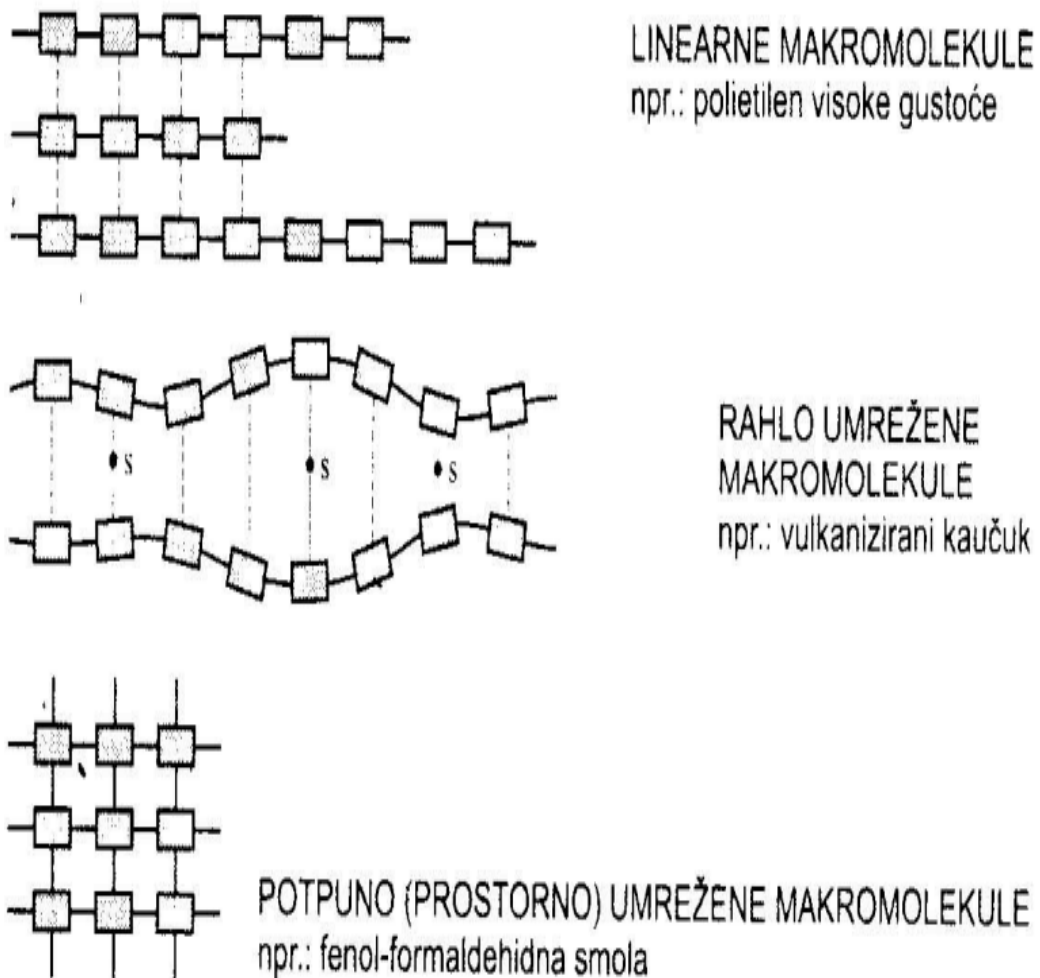 LINEARNE MAKROMOLEKULE
npr.: polietilen visoke gustoće
S
S
S
RAHLO UMREŽENE
MAKROMOLEKULE
npr.: vulkanizirani kaučuk
POTPUNO (PROSTORNO) UMREŽENE MAKROMOLEKULE
npr.: fenol-formaldehidna smola